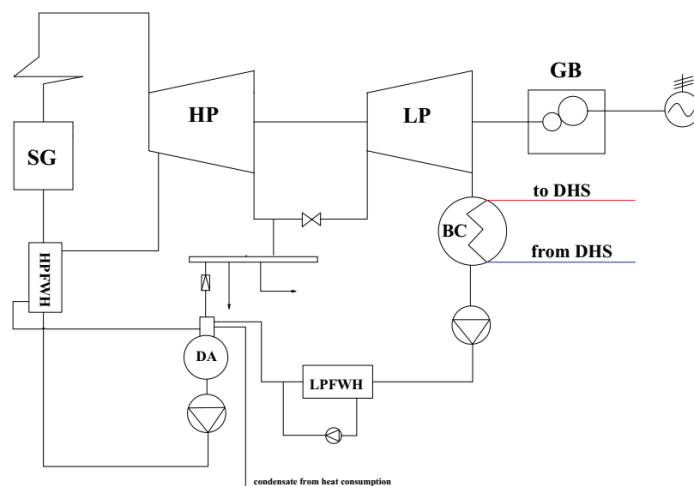 GB
HP
LP
SG
to DHS
BC
from DHS
HPFWH
DA
LPFWH
condensate from heat consumption